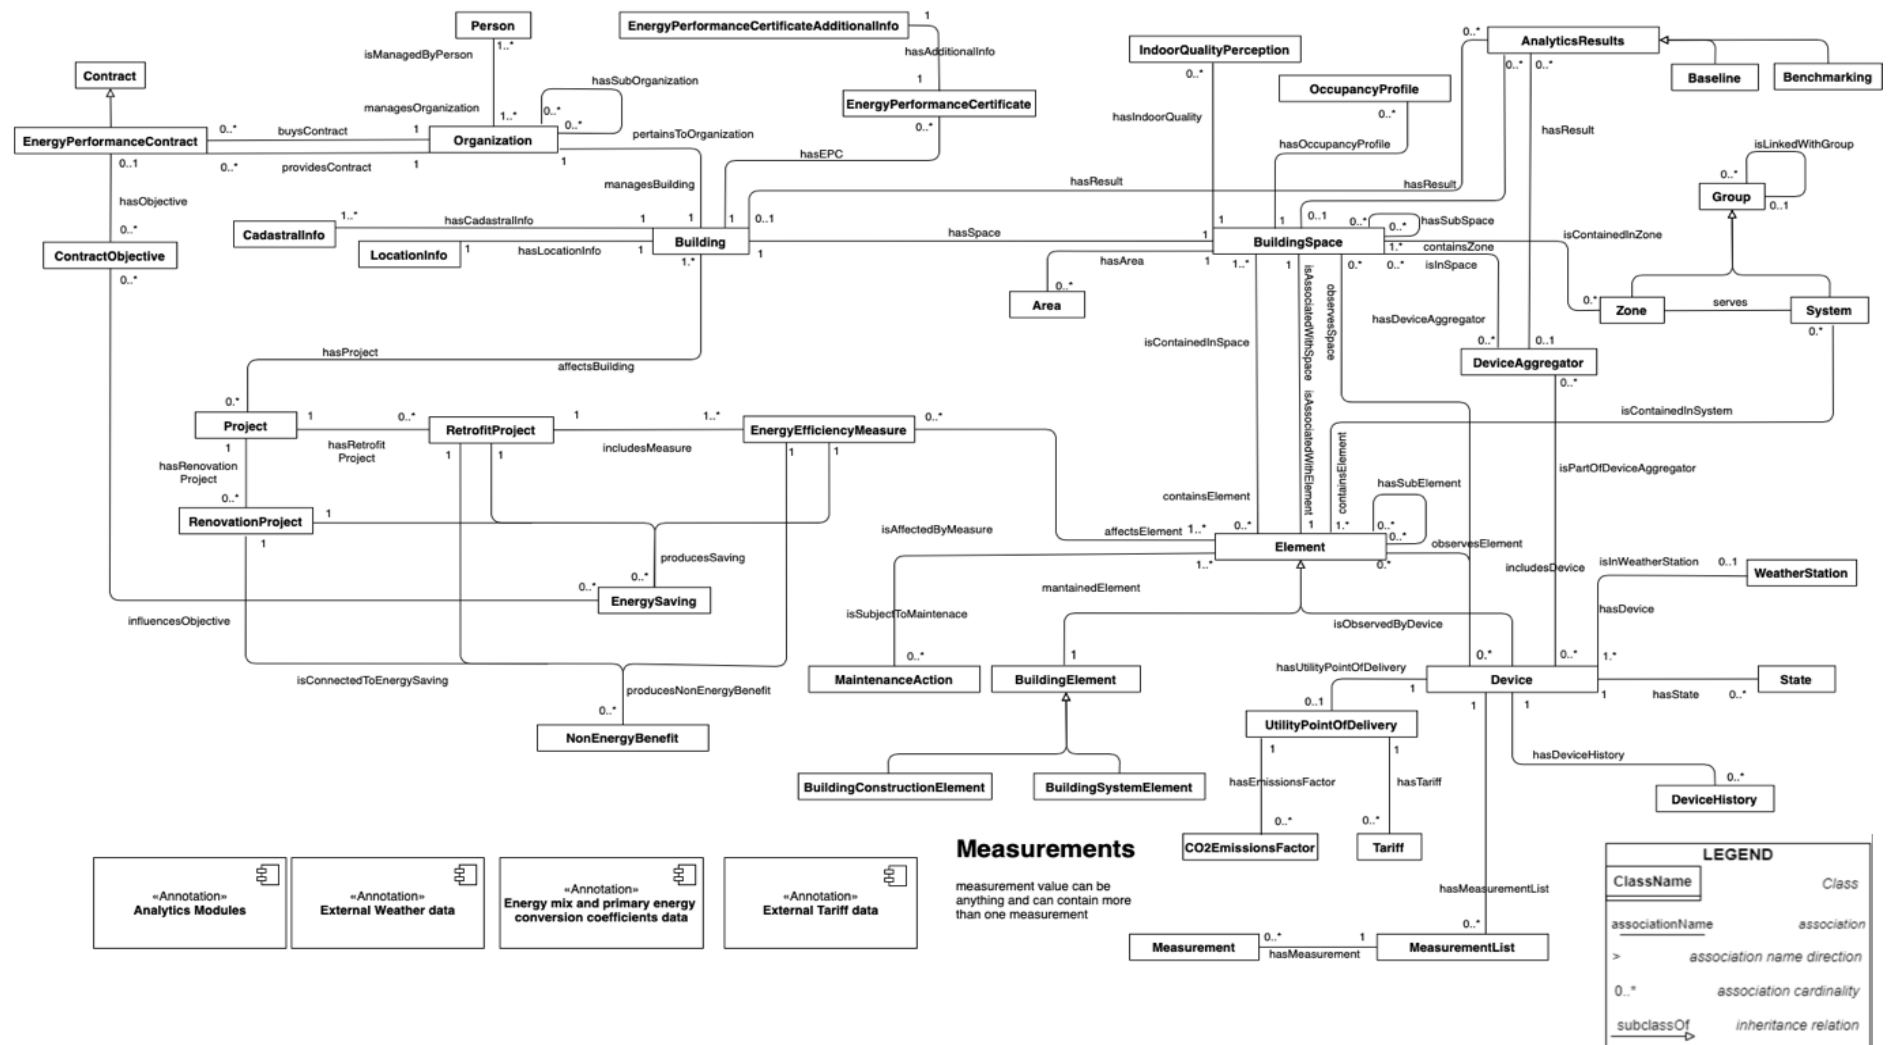 Person
1..*
isManagedByPerson
managesOrganization
1..*
hasSubOrganization
0..*
0..*
Contract
EnergyPerformanceContract
0..*
buysContract
1
Organization
0..1
0..*
providesContract
1
1
pertainsToOrganization
managesBuilding
1
EnergyPerformanceCertificateAdditionalInfo
1
hasAdditionalInfo
1
EnergyPerformanceCertificate
0..*
hasEPC
1
hasObjective
0..*
ContractObjective
0..*
CadastralInfo
1..*
hasCadastralInfo
1
LocationInfo
1
hasLocationInfo
1
Building
0..1
1
1..*
hasResult
hasSpace
1
IndoorQualityPerception
0..*
hasIndoorQuality
1
OccupancyProfile
0..*
hasOccupancyProfile
1
0..*
AnalyticsResults
0..*
0..*
Baseline
Benchmarking
hasResult
hasResult
0..1
isLinkedWithGroup
0..*
Group
0..1
BuildingSpace
0..*
0..*
hasSubSpace
1..*
containsZone
isContainedInZone
0..*
isInSpace
hasArea
1
0..*
Area
1..*
1
0..*
isContainedInSpace
isAssociatedWithSpace
isAssociatedWithElement
observesSpace
hasDeviceAggregator
0..*
0..1
DeviceAggregator
0..*
0.*
Zone
serves
System
0.*
isContainedInSystem
isPartOfDeviceAggregator
hasProject
affectsBuilding
0.*
Project
1
1
hasRetrofit
Project
0..*
RetrofitProject
1
includesMeasure
1..*
EnergyEfficiencyMeasure
0..*
1
1
1
1
hasRenovation
Project
0..*
RenovationProject
1
1
containsElement
containsElement
hasSubElement
isAffectedByMeasure
affectsElement
1..*
0..*
1
1..*
0..*
0..*
Element
1..*
0.*
observesElement
producesSaving
0..*
0..*
EnergySaving
influencesObjective
mantainedElement
isSubjectToMaintenace
0..*
MaintenanceAction
1
BuildingElement
isObservedByDevice
includesDevice
isInWeatherStation
0..1
WeatherStation
hasDevice
isConnectedToEnergySaving
producesNonEnergyBenefit
0..*
NonEnergyBenefit
hasUtilityPointOfDelivery
0.*
0..*
1..*
Device
1
hasState
0..*
State
0..1
1
1
1
UtilityPointOfDelivery
1
1
hasEmissionsFactor
hasTariff
0..*
0..*
CO2EmissionsFactor
Tariff
hasDeviceHistory
0..*
DeviceHistory
BuildingConstructionElement
BuildingSystemElement
«Annotation»
Analytics Modules
«Annotation»
External Weather data
«Annotation»
Energy mix and primary energy
conversion coefficients data
«Annotation»
External Tariff data
Measurements
measurement value can be
anything and can contain more
than one measurement
hasMeasurementList
0..*
Measurement
0..*
hasMeasurement
1
MeasurementList
LEGEND
ClassName
Class
associationName
association
>
association name direction
0..*
association cardinality
subclassOf
inheritance relation